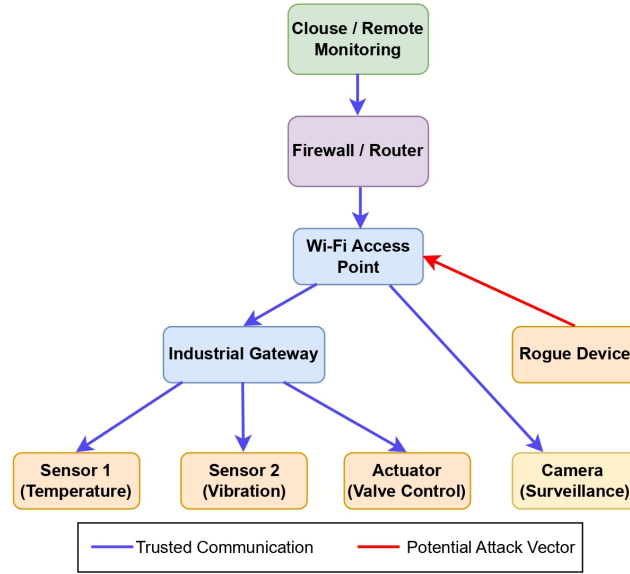 Clouse / Remote
Monitoring
Firewall / Router
Wi-Fi Access
Point
Industrial Gateway
Rogue Device
Sensor 1
(Temperature)
Sensor 2
(Vibration)
Actuator
(Valve Control)
Camera
(Surveillance)
Trusted Communication
Potential Attack Vector